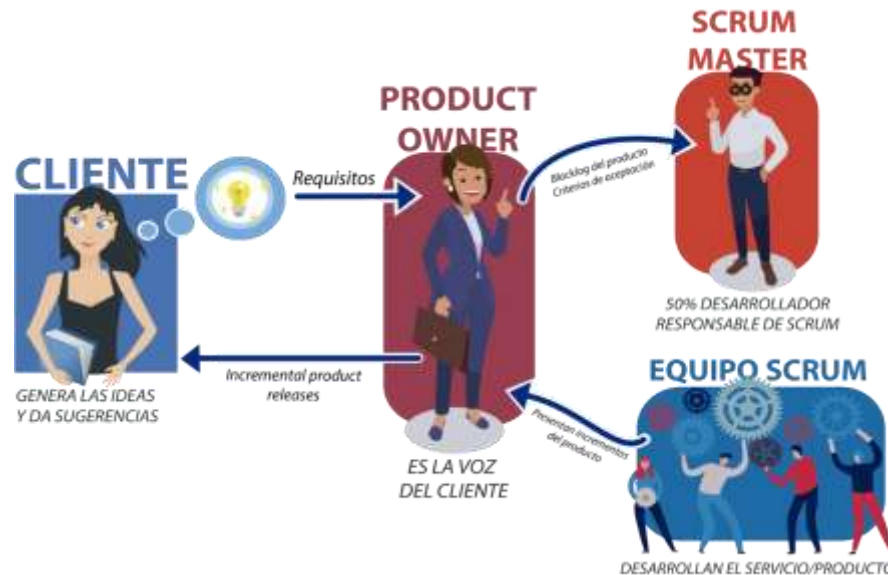 SCRUM
MASTER
PRODUCT
OWNER
CLIENTE
Requisitos
Blocklog del producto
Criterios de aceptación
50% DESARROLLADOR
RESPONSABLE DE SCRUM
EQUIPO SCRUM
Incremental product
releases
GENERA LAS IDEAS
Y DA SUGERENCIAS
Presentan incrementos
del producto
ES LA VOZ
DEL CLIENTE
DESARROLLAN EL SERVICIO/PRODUCTO